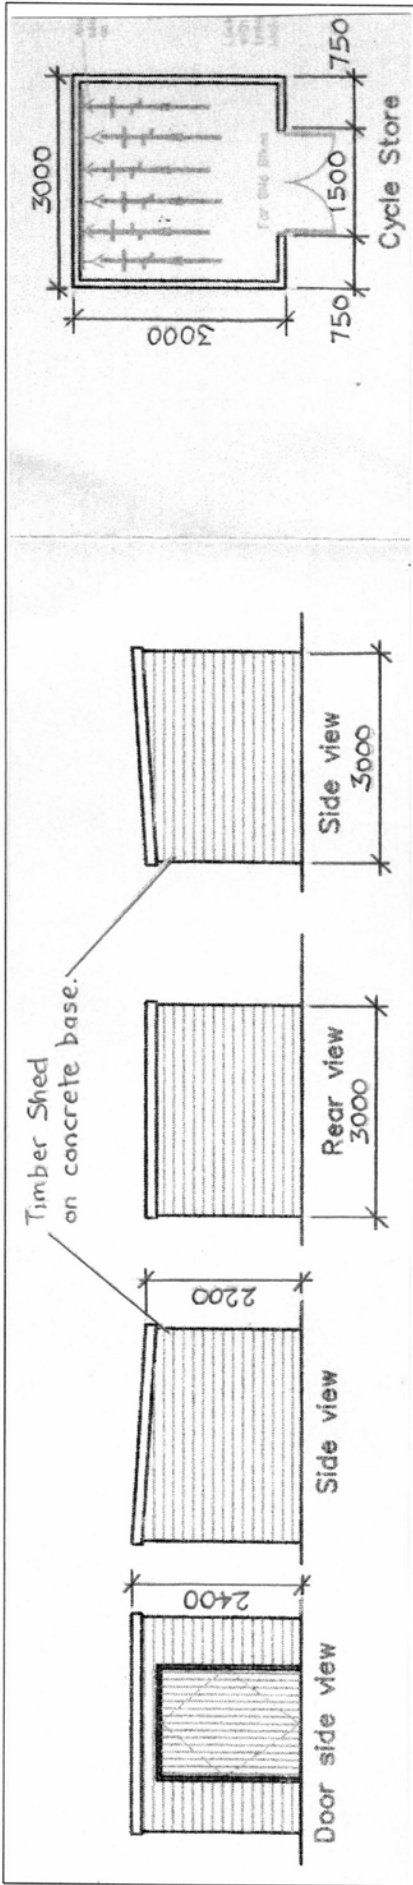 Timber Shed
on concrete base.
2400
Door side view
2200
Side view
Rear view
3000
Side view
3000
3000
3000
750
1500
750
Cycle Store